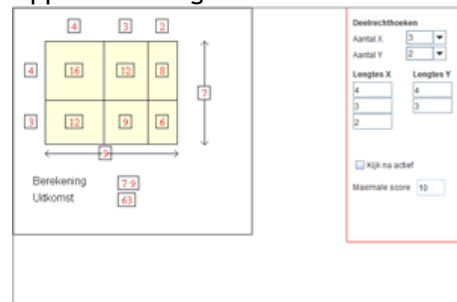 4 3 2
4 16 12 8
7
3 12 9 6
9
Berekening 7·9
Uitkomst 63
Deelrechthoeken
Aantal X 3
Aantal Y 2
Lengtes X Lengtes Y
4 4
3 3
2
Kijk na actief
Maximale score 10